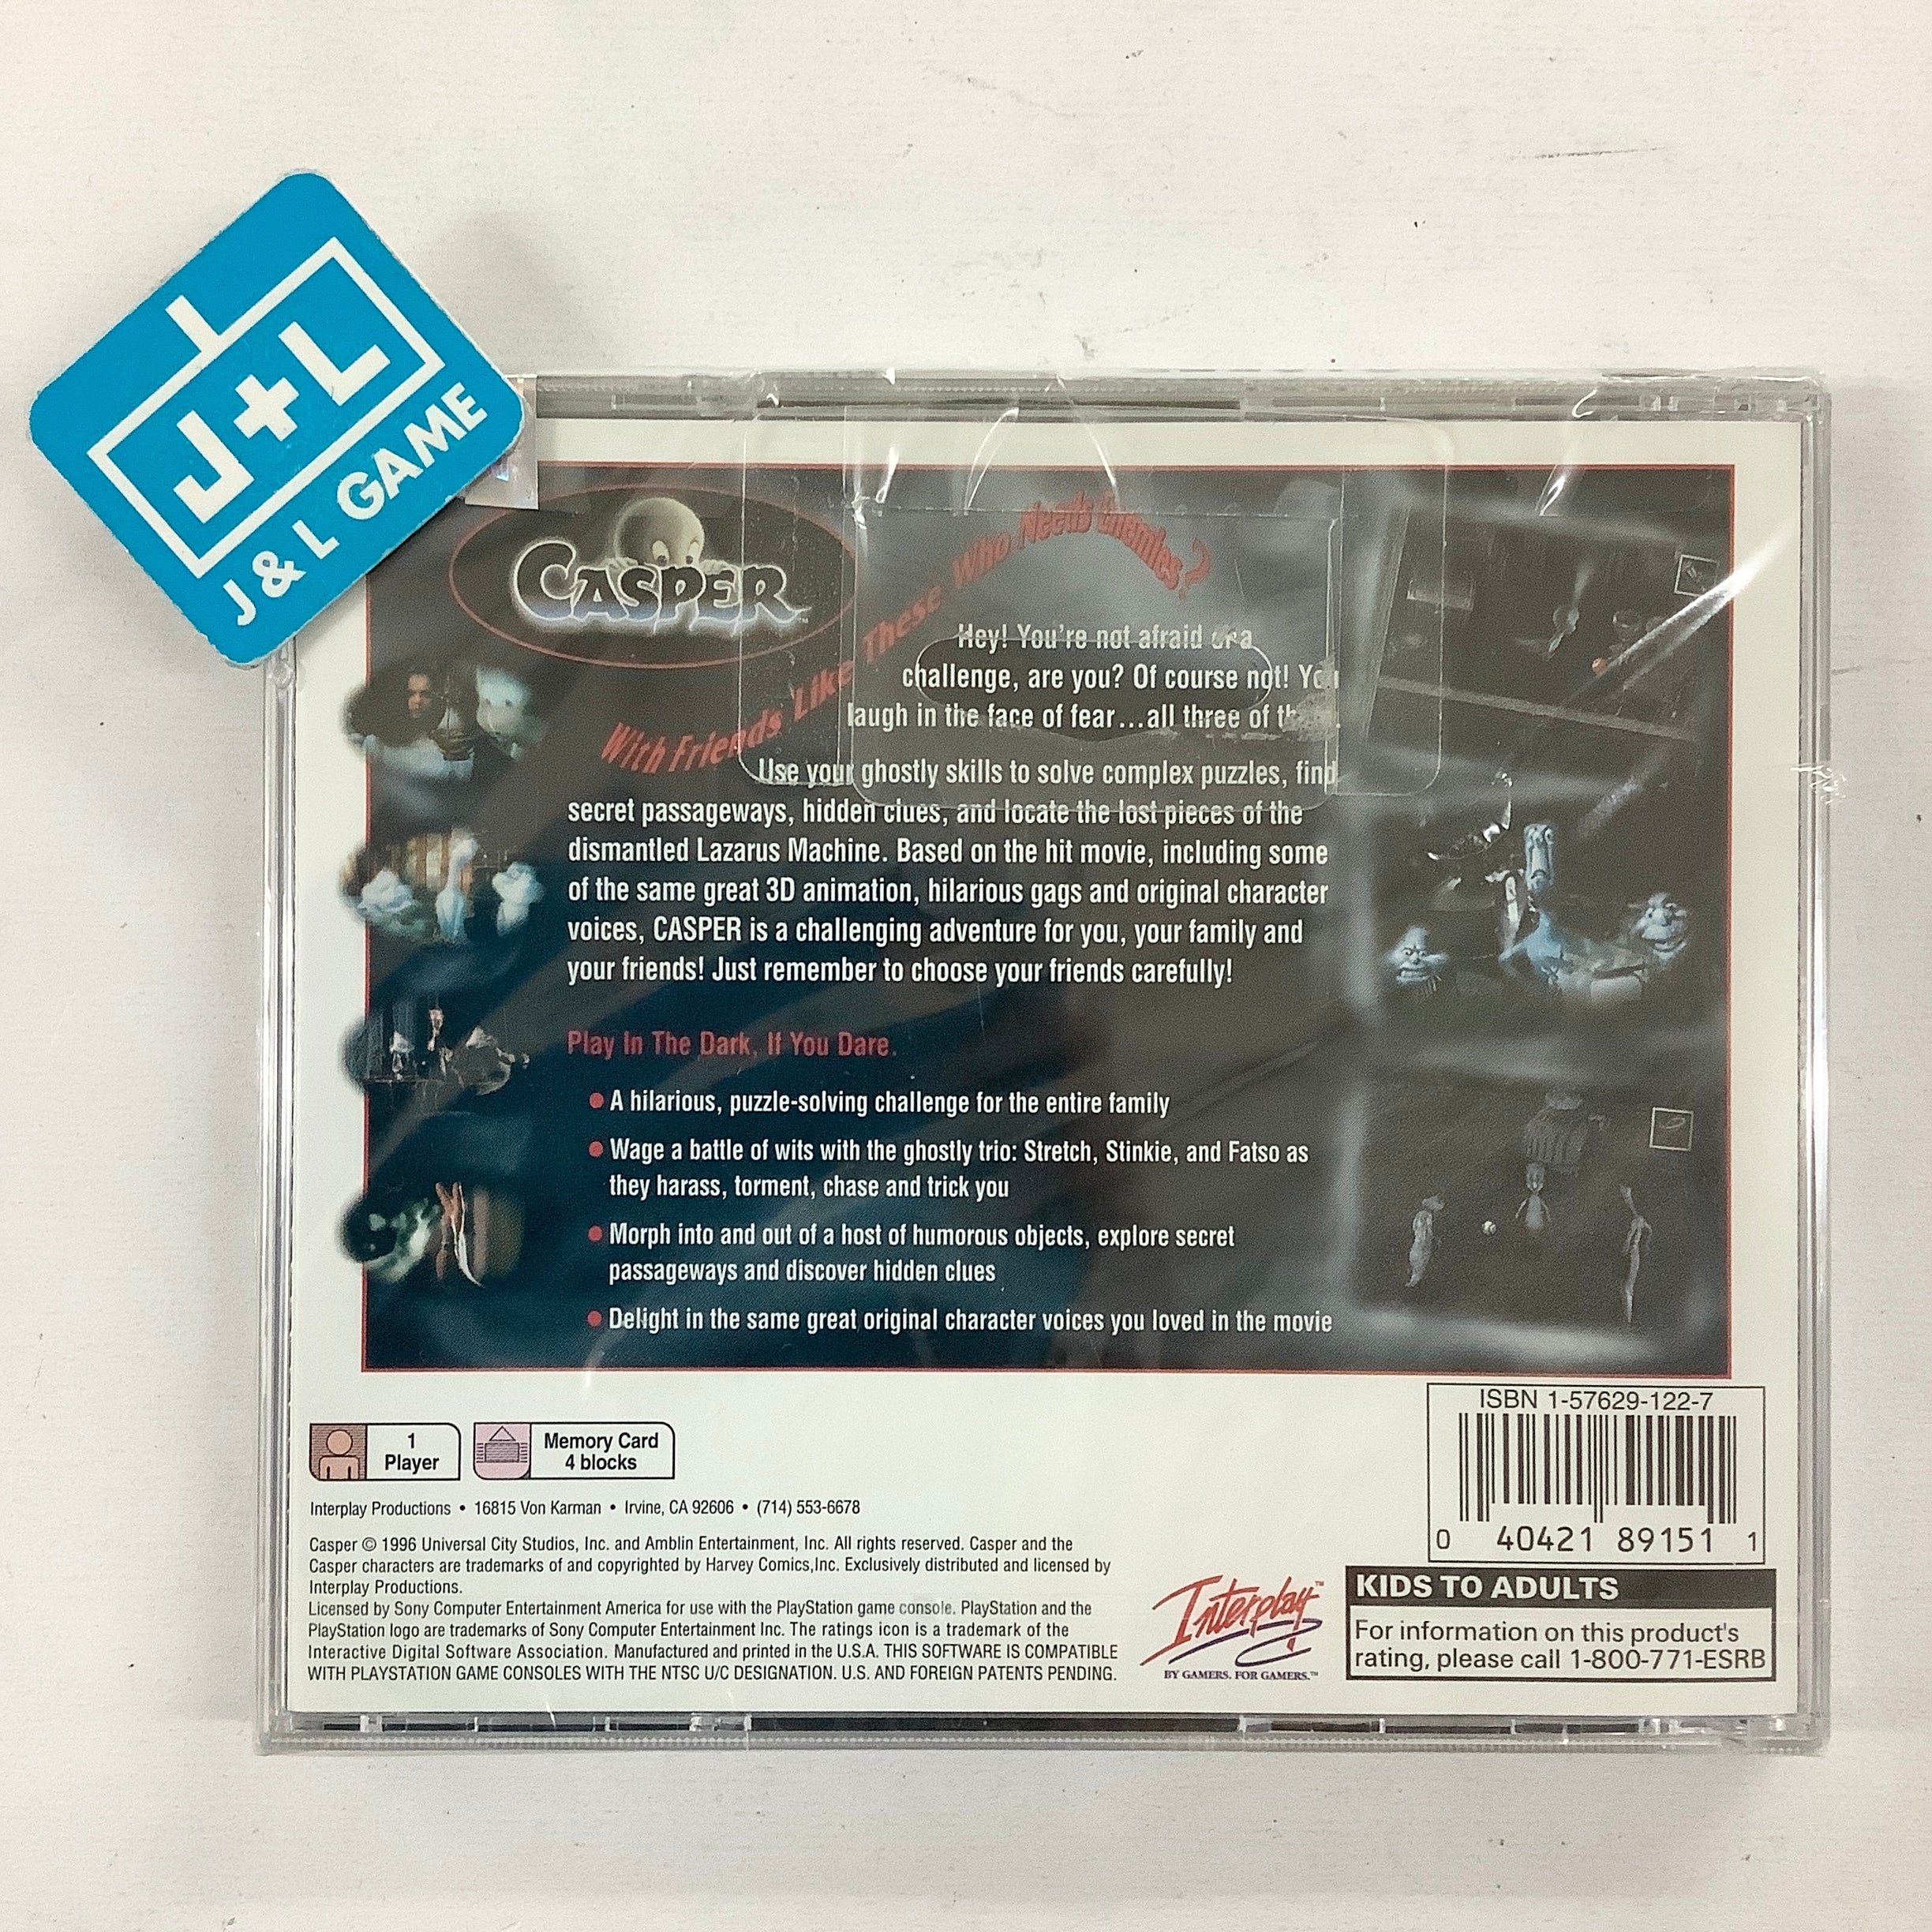 J+L
J & L GAME
CASPER
With Friends Like These Who Needs Enemies?
Hey! You're not afraid of a
challenge, are you? Of course not! You
laugh in the face of fear...all three of
Use your ghostly skills to solve complex puzzles, find
secret passageways, hidden clues, and locate the lost pieces of the
dismantled Lazarus Machine. Based on the hit movie, including some
of the same great 3D animation, hilarious gags and original character
voices, CASPER is a challenging adventure for you, your family and
your friends! Just remember to choose your friends carefully!
Play In The Dark, If You Dare.
• A hilarious, puzzle-solving challenge for the entire family
• Wage a battle of wits with the ghostly trio: Stretch, Stinkie, and Fatso as
they harass, torment, chase and trick you
• Morph into and out of a host of humorous objects, explore secret
passageways and discover hidden clues
• Delight in the same great original character voices you loved in the movie
1
Player
Memory Card
4 blocks
Interplay Productions • 16815 Von Karman • Irvine, CA 92606 • (714) 553-6678
Casper © 1996 Universal City Studios, Inc. and Amblin Entertainment, Inc. All rights reserved. Casper and the
Casper characters are trademarks of and copyrighted by Harvey Comics,Inc. Exclusively distributed and licensed by
Interplay Productions.
Licensed by Sony Computer Entertainment America for use with the PlayStation game console. PlayStation and the
PlayStation logo are trademarks of Sony Computer Entertainment Inc. The ratings icon is a trademark of the
Interactive Digital Software Association. Manufactured and printed in the U.S.A. THIS SOFTWARE IS COMPATIBLE
WITH PLAYSTATION GAME CONSOLES WITH THE NTSC U/C DESIGNATION. U.S. AND FOREIGN PATENTS PENDING.
Interplay™
BY GAMERS. FOR GAMERS.™
ISBN 1-57629-122-7
0 40421 89151 1
KIDS TO ADULTS
For information on this product's
rating, please call 1-800-771-ESRB